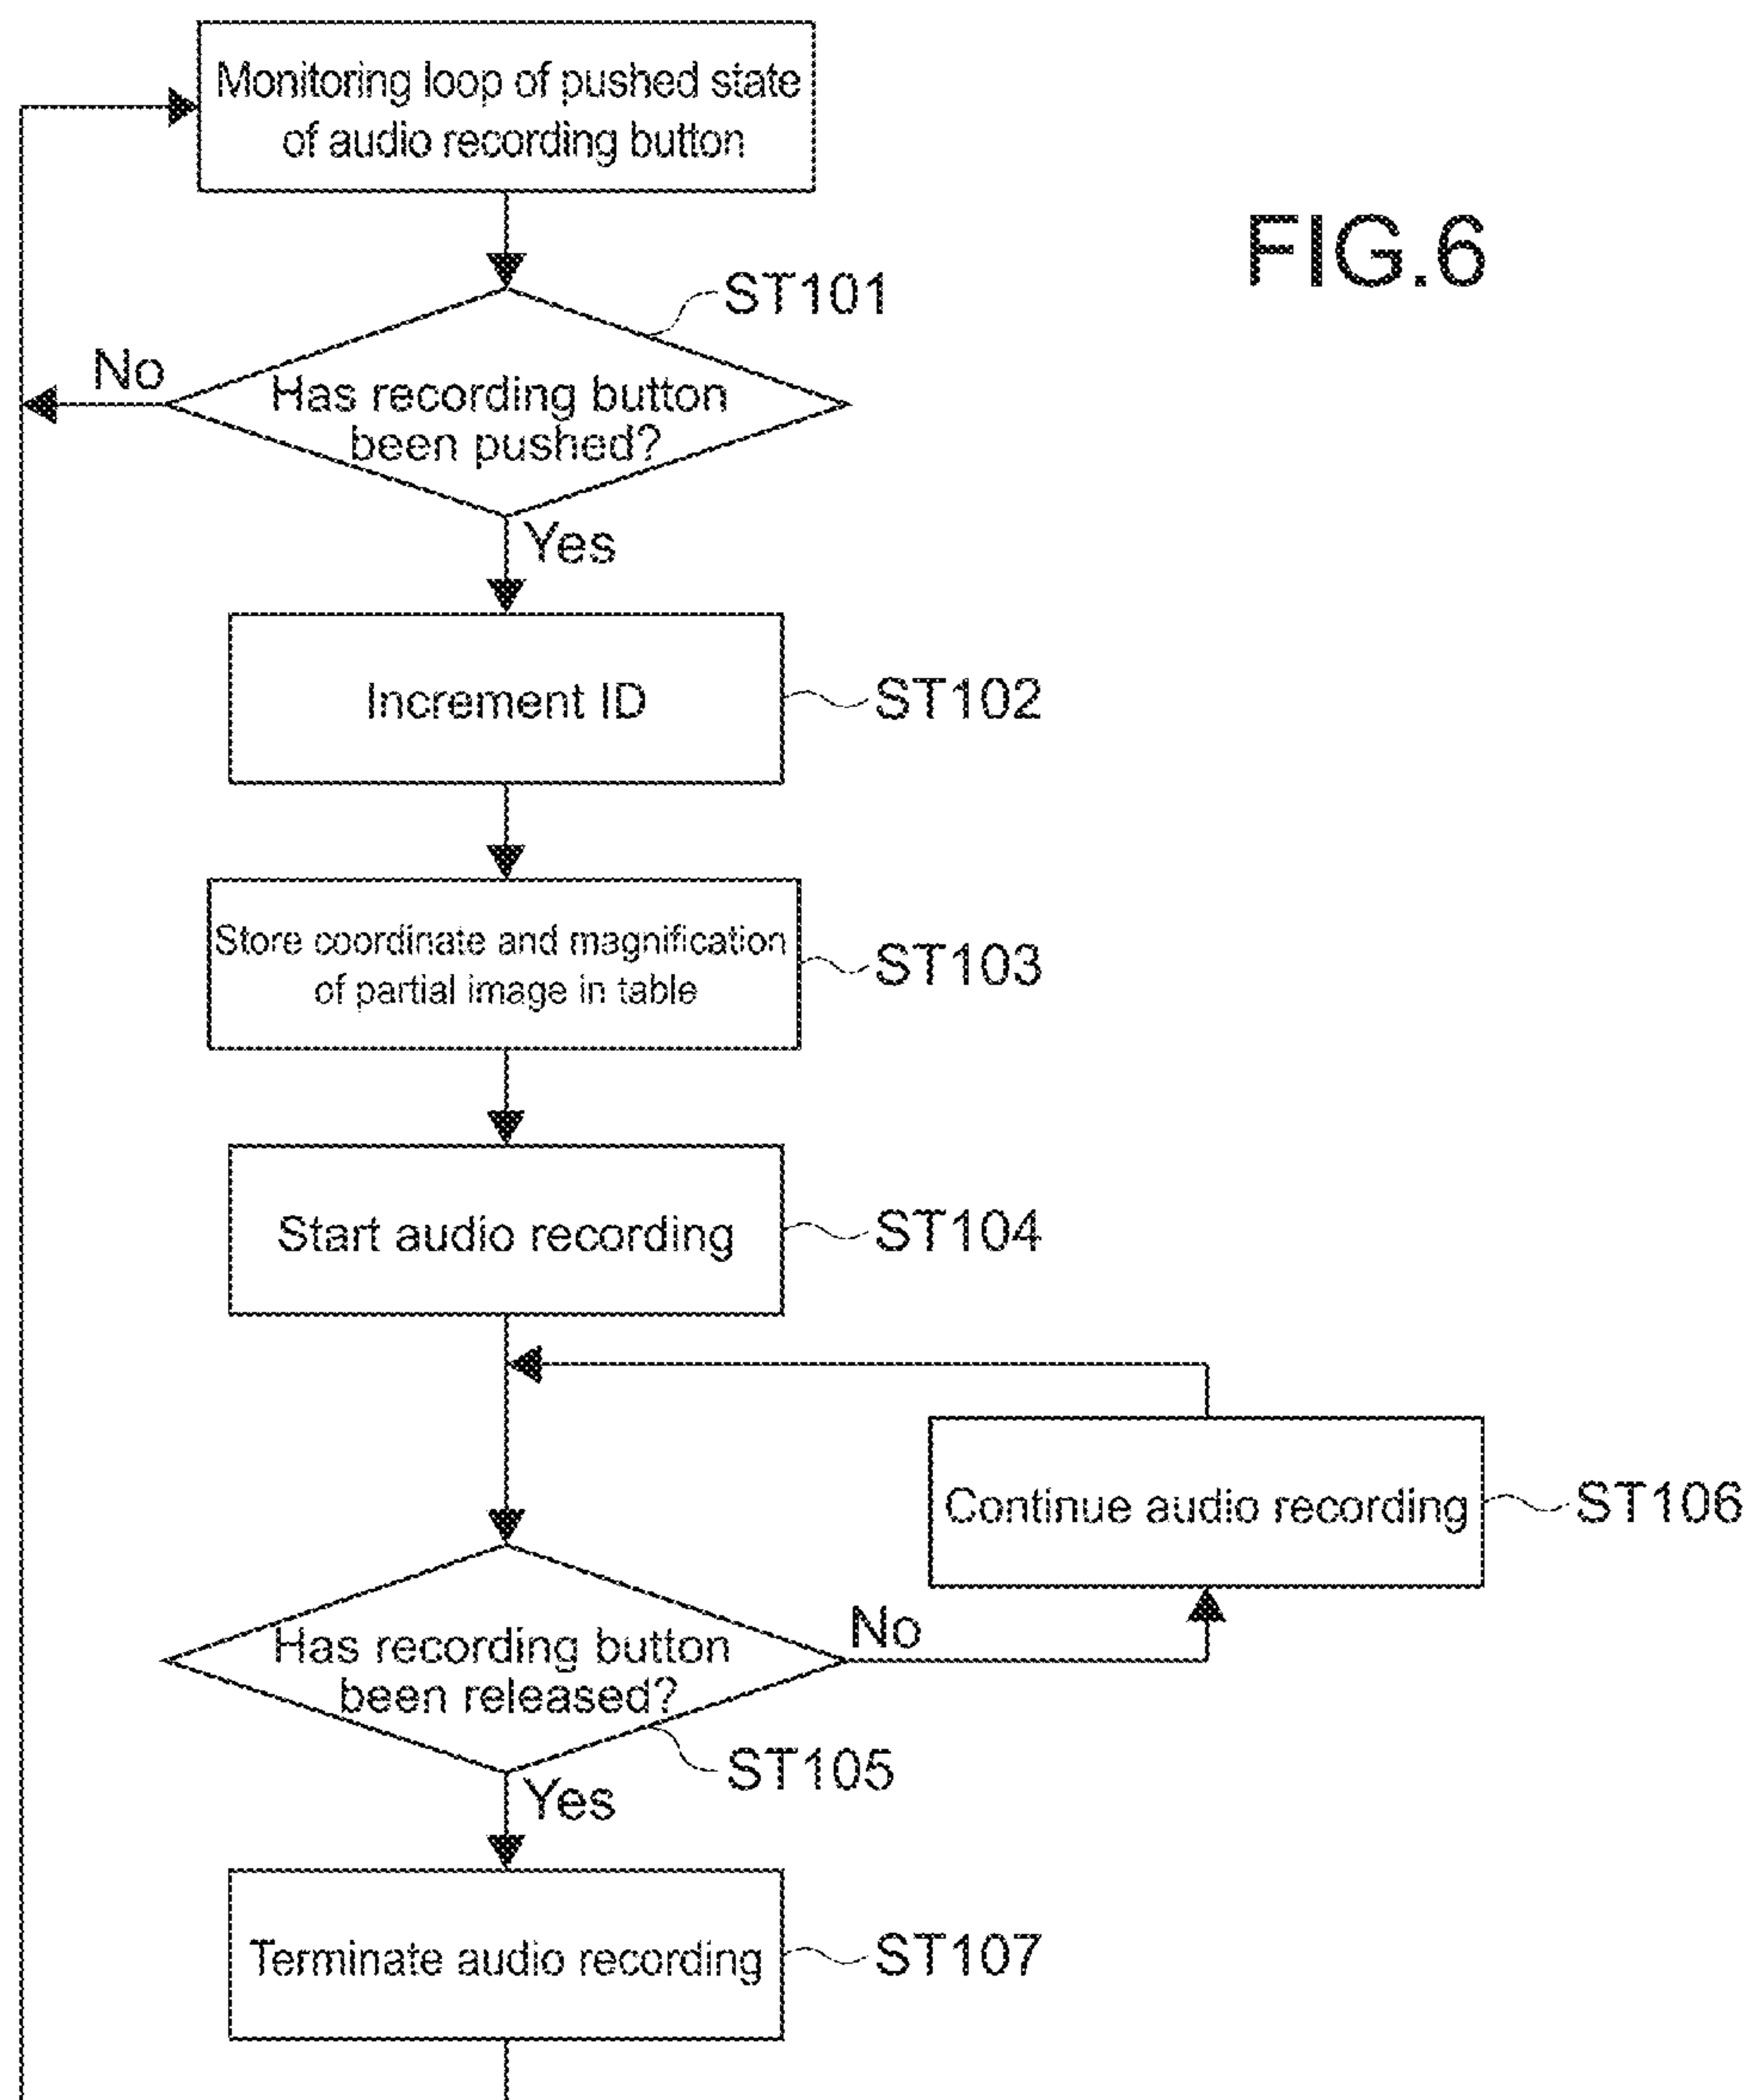 Monitoring loop of pushed state
of audio recording button
FIG.6
ST101
No
Has recording button
been pushed?
Yes
Increment ID
ST102
Store coordinate and magnification
of partial image in table
ST103
Start audio recording
ST104
Continue audio recording
ST106
No
Has recording button
been released?
ST105
Yes
Terminate audio recording
ST107